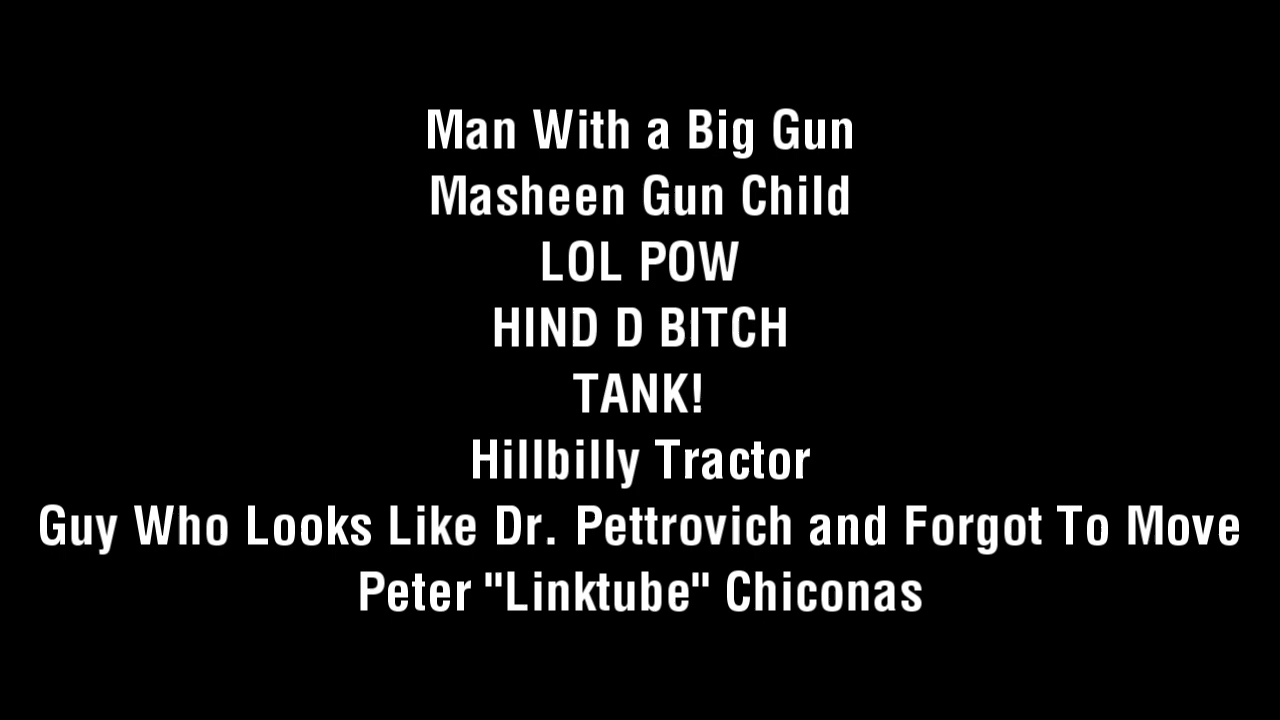 Man With a Big Gun
Masheen Gun Child
LOL POW
HIND D BITCH
TANK!
Hillbilly Tractor
Guy Who Looks Like Dr. Pettrovich and Forgot To Move
Peter "Linktube" Chiconas